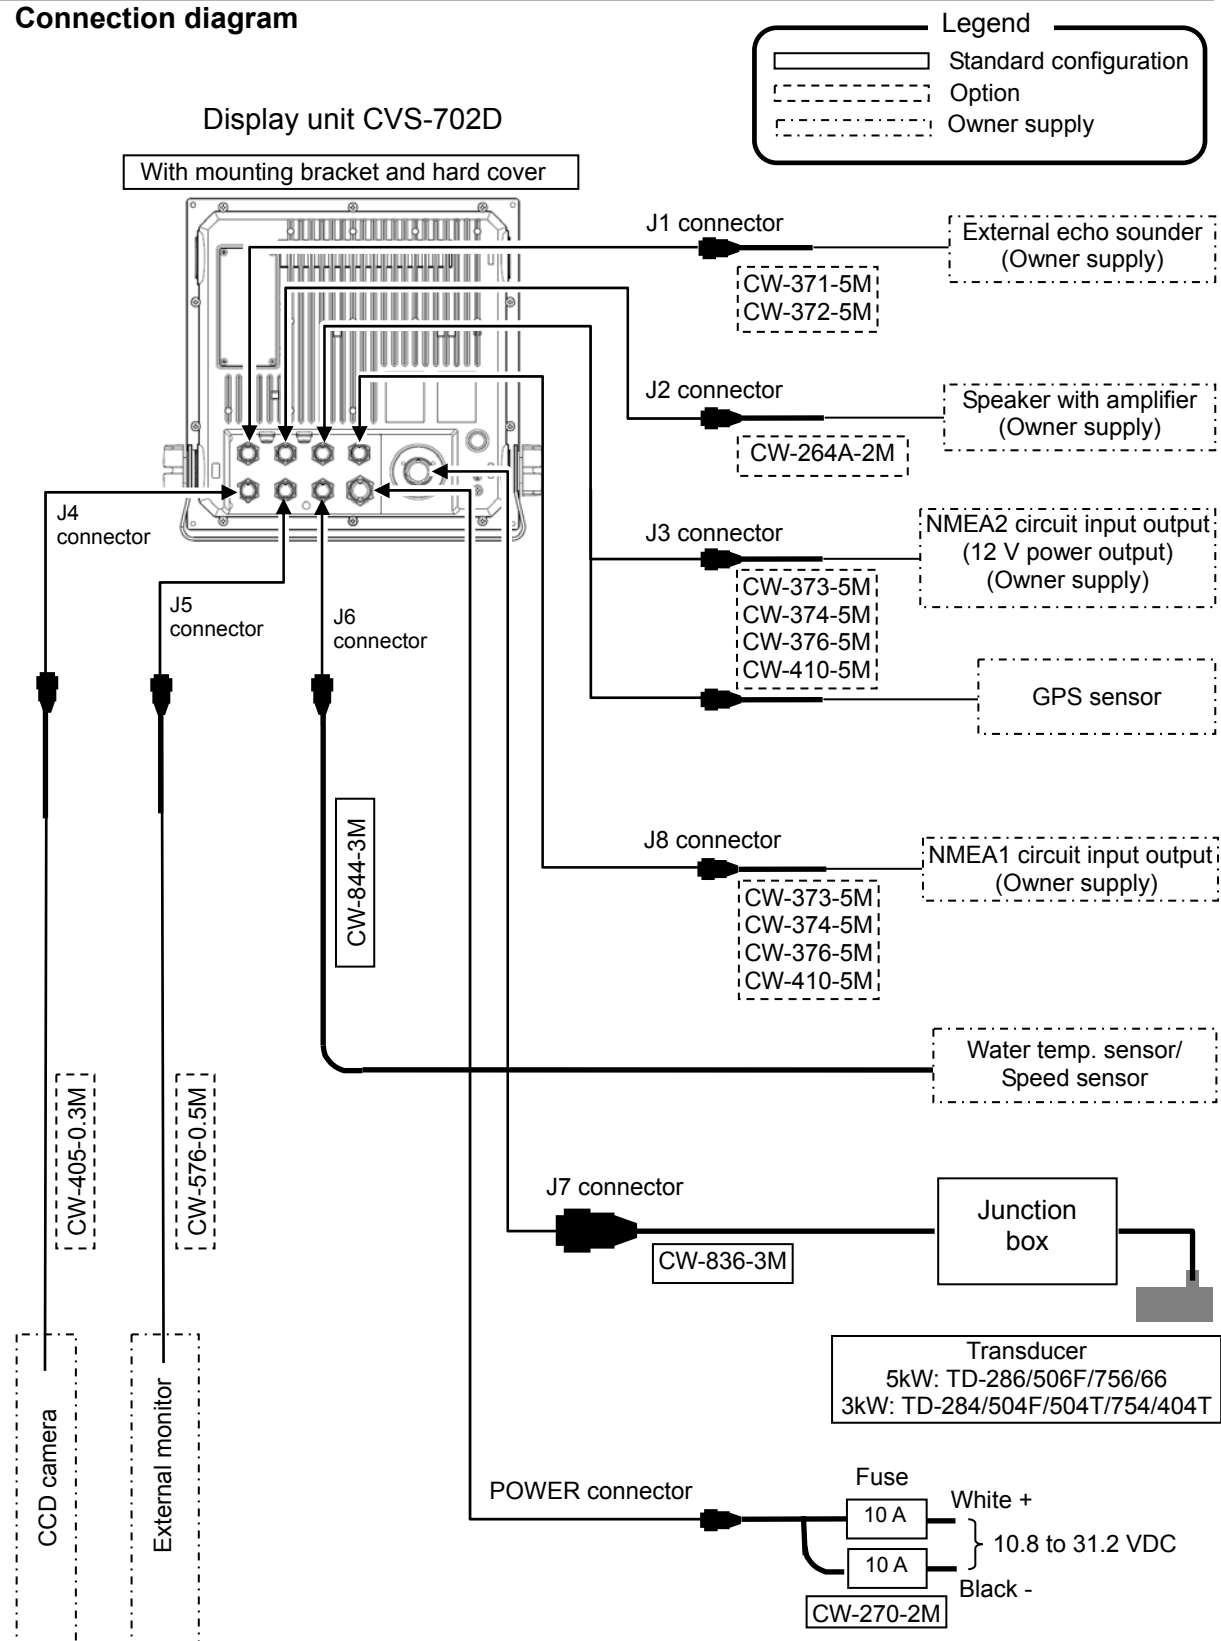 Connection diagram
Legend
Standard configuration
Option
Owner supply
Display unit CVS-702D
With mounting bracket and hard cover
J1 connector
External echo sounder
(Owner supply)
CW-371-5M
CW-372-5M
J2 connector
Speaker with amplifier
(Owner supply)
CW-264A-2M
J4
connector
J3 connector
NMEA2 circuit input output
(12 V power output)
(Owner supply)
CW-373-5M
CW-374-5M
CW-376-5M
CW-410-5M
J5
connector
J6
connector
GPS sensor
CW-844-3M
J8 connector
NMEA1 circuit input output
(Owner supply)
CW-373-5M
CW-374-5M
CW-376-5M
CW-410-5M
Water temp. sensor/
Speed sensor
CW-405-0.3M
CW-576-0.5M
J7 connector
Junction
box
CW-836-3M
Transducer
5kW: TD-286/506F/756/66
3kW: TD-284/504F/504T/754/404T
CCD camera
External monitor
POWER connector
Fuse
10 A
White +
10.8 to 31.2 VDC
10 A
Black -
CW-270-2M